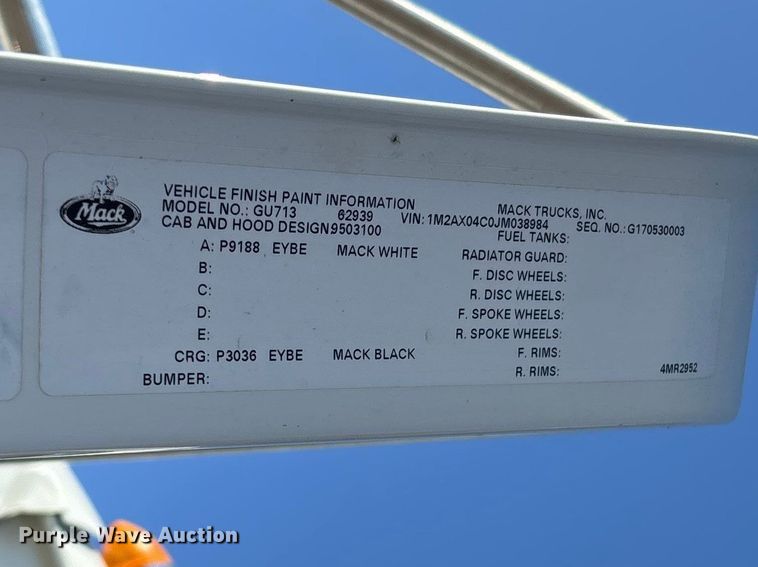 Mack
VEHICLE FINISH PAINT INFORMATION MACK TRUCKS, INC.
MODEL NO.: GU713 62939 VIN: 1M2AX04C0JM038984 SEQ. NO.: G170530003
CAB AND HOOD DESIGN9503100 FUEL TANKS:
A: P9188 EYBE MACK WHITE RADIATOR GUARD:
B: F. DISC WHEELS:
C: R. DISC WHEELS:
D: F. SPOKE WHEELS:
E: R. SPOKE WHEELS:
CRG: P3036 EYBE MACK BLACK F. RIMS:
BUMPER: R. RIMS: 4MR2952
Purple Wave Auction